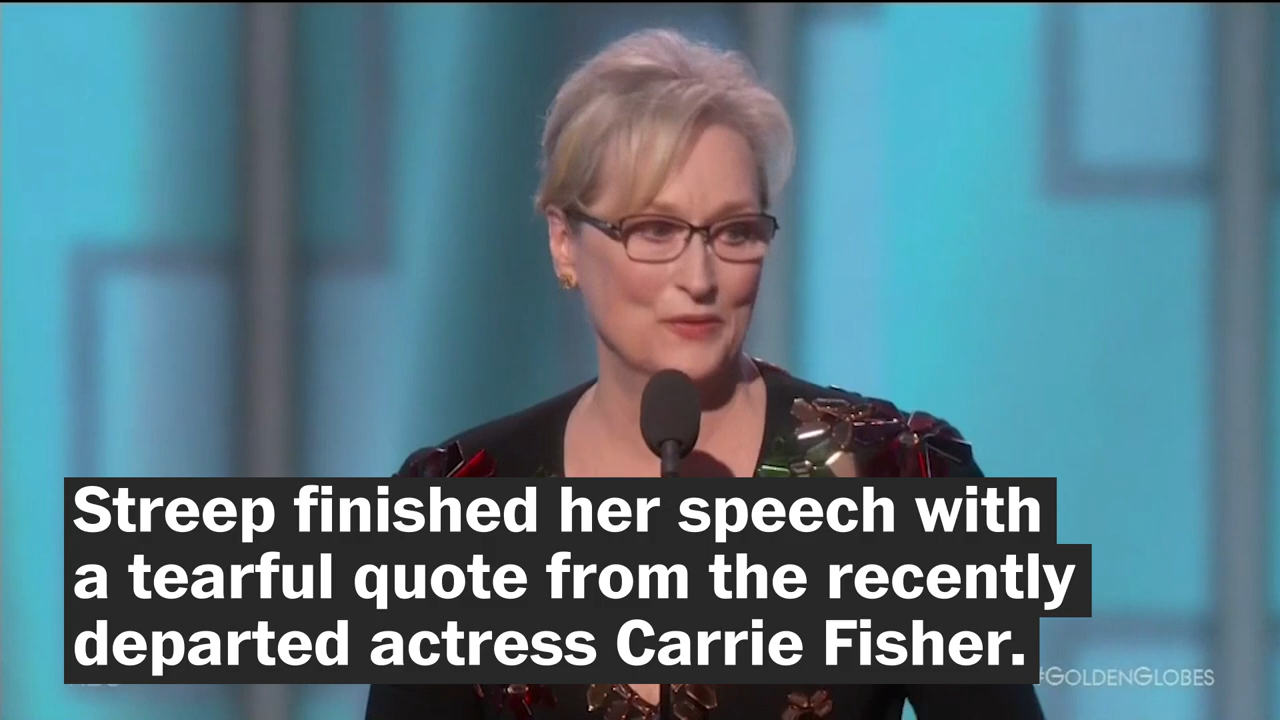 Streep finished her speech with
a tearful quote from the recently
departed actress Carrie Fisher.
#GOLDENGLOBES